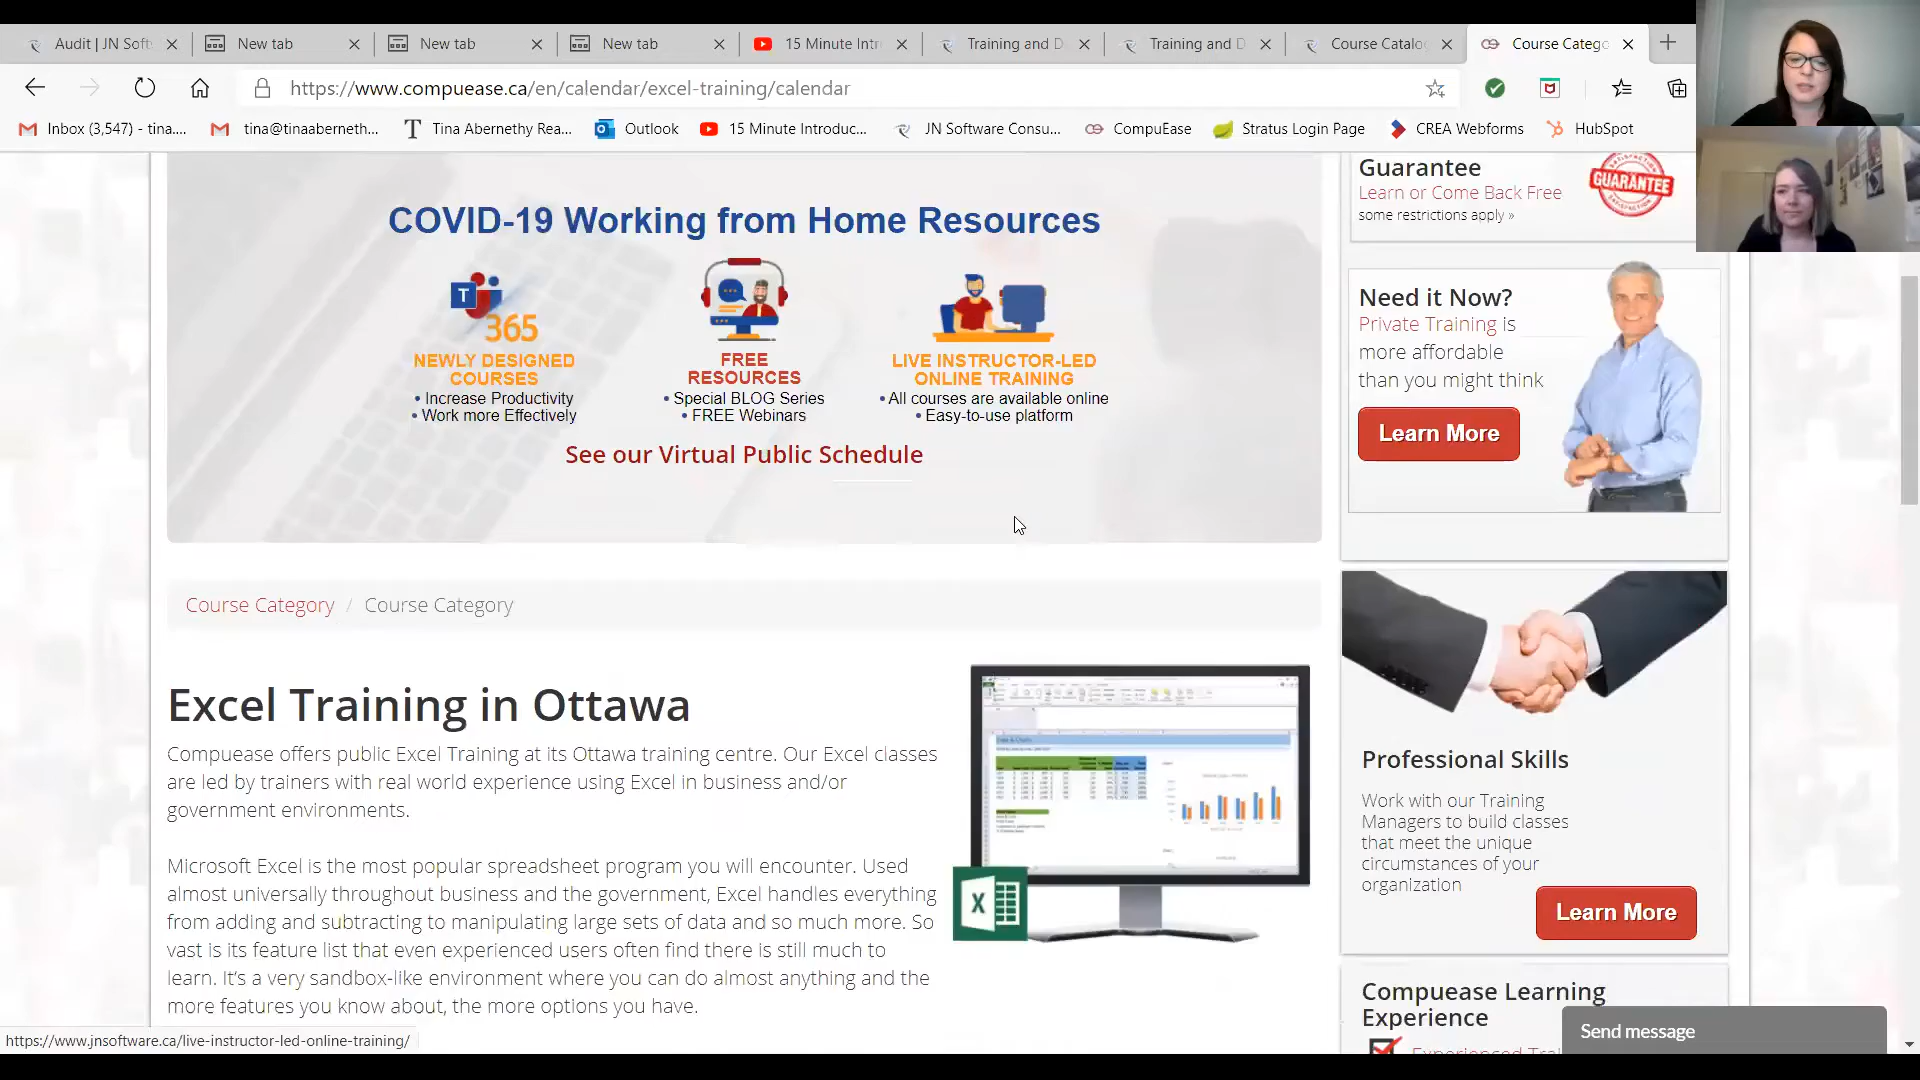 Audit | JN Soft
New tab
New tab
New tab
15 Minute Intr
Training and D
Training and D
Course Catalo
Course Catego
https://www.compuease.ca/en/calendar/excel-training/calendar
Inbox (3,547) - tina....
tina@tinaaberneth...
T
Tina Abernethy Rea...
Outlook
15 Minute Introduc...
JN Software Consu...
CompuEase
Stratus Login Page
CREA Webforms
HubSpot
COVID-19 Working from Home Resources
T
365
NEWLY DESIGNED
COURSES
• Increase Productivity
• Work more Effectively
FREE
RESOURCES
• Special BLOG Series
• FREE Webinars
LIVE INSTRUCTOR-LED
ONLINE TRAINING
• All courses are available online
• Easy-to-use platform
See our Virtual Public Schedule
Guarantee
Learn or Come Back Free
some restrictions apply »
GUARANTEE
Need it Now?
Private Training is
more affordable
than you might think
Learn More
Course Category / Course Category
Excel Training in Ottawa
Compuease offers public Excel Training at its Ottawa training centre. Our Excel classes
are led by trainers with real world experience using Excel in business and/or
government environments.
Microsoft Excel is the most popular spreadsheet program you will encounter. Used
almost universally throughout business and the government, Excel handles everything
from adding and subtracting to manipulating large sets of data and so much more. So
vast is its feature list that even experienced users often find there is still much to
learn. It's a very sandbox-like environment where you can do almost anything and the
more features you know about, the more options you have.
X
Professional Skills
Work with our Training
Managers to build classes
that meet the unique
circumstances of your
organization
Learn More
Compuease Learning
Experience
Experienced Trai
Send message
https://www.jnsoftware.ca/live-instructor-led-online-training/